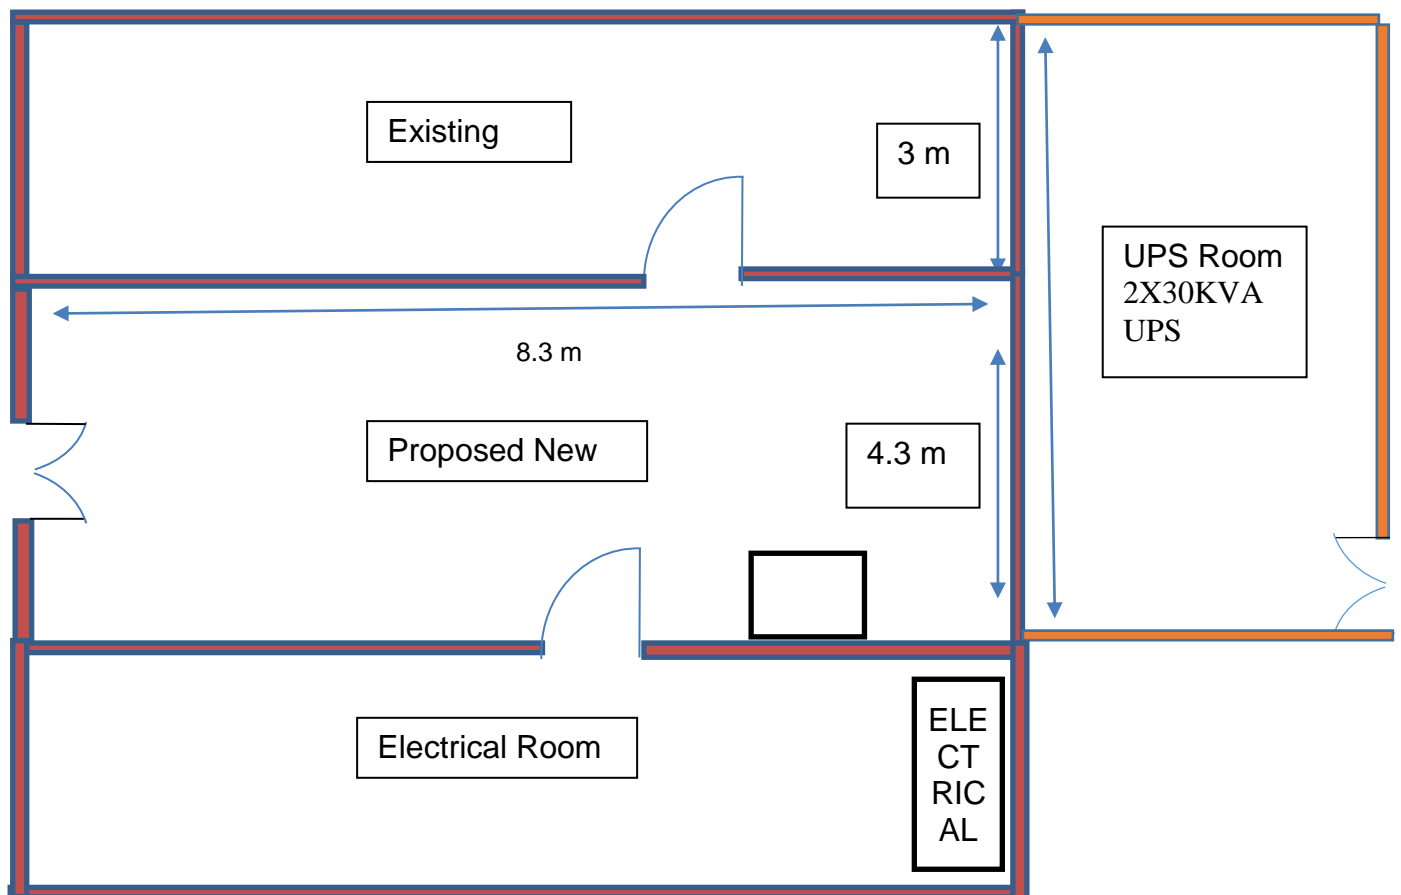 Existing
3 m
UPS Room
2X30KVA
UPS
8.3 m
Proposed New
4.3 m
Electrical Room
ELE
CT
RIC
AL